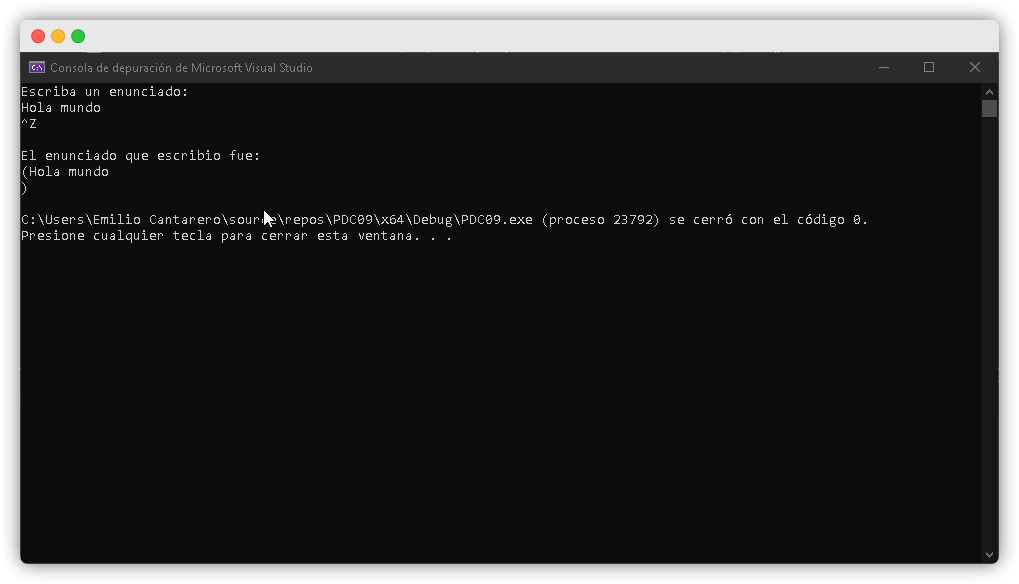 Consola de depuración de Microsoft Visual Studio
Escriba un enunciado:
Hola mundo
^Z
El enunciado que escribio fue:
(Hola mundo
)
C:\Users\Emilio Cantarero\source\repos\PDC09\x64\Debug\PDC09.exe (proceso 23792) se cerró con el código 0.
Presione cualquier tecla para cerrar esta ventana. . .